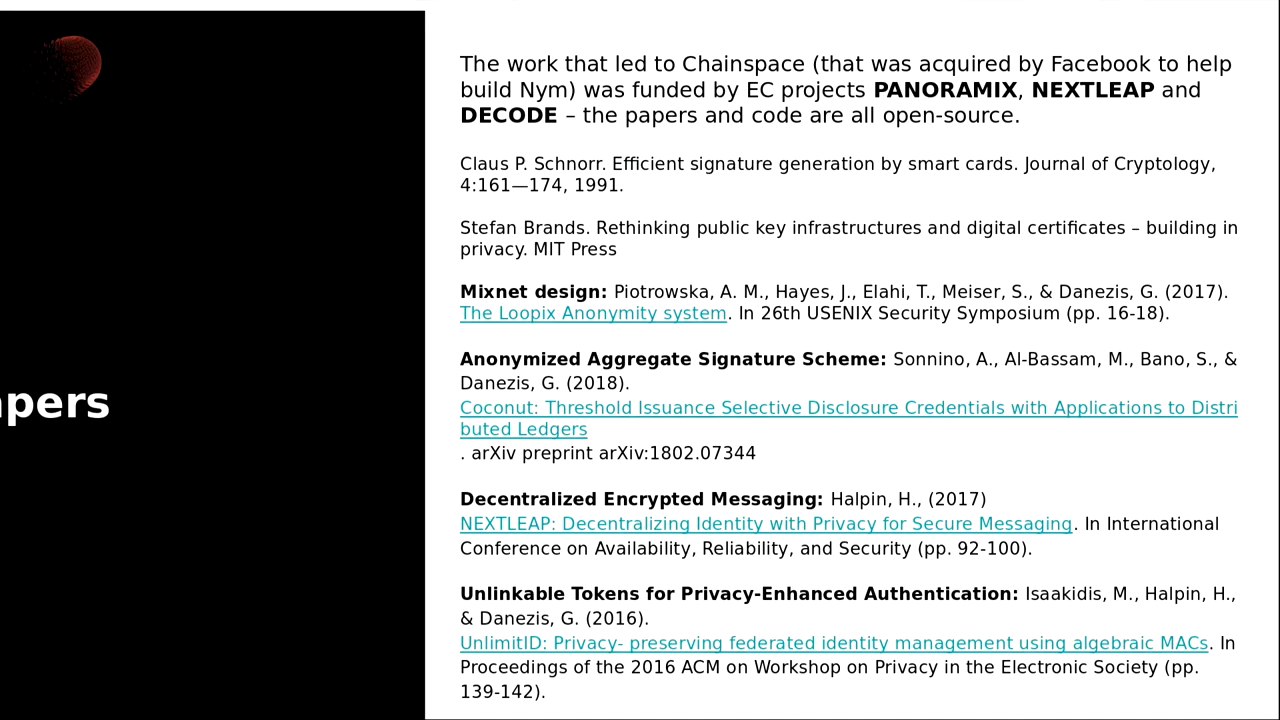 The work that led to Chainspace (that was acquired by Facebook to help
build Nym) was funded by EC projects PANORAMIX, NEXTLEAP and
DECODE – the papers and code are all open-source.
Claus P. Schnorr. Efficient signature generation by smart cards. Journal of Cryptology,
4:161—174, 1991.
Stefan Brands. Rethinking public key infrastructures and digital certificates – building in
privacy. MIT Press
Mixnet design: Piotrowska, A. M., Hayes, J., Elahi, T., Meiser, S., & Danezis, G. (2017).
The Loopix Anonymity system. In 26th USENIX Security Symposium (pp. 16-18).
Anonymized Aggregate Signature Scheme: Sonnino, A., Al-Bassam, M., Bano, S., &
Danezis, G. (2018).
Coconut: Threshold Issuance Selective Disclosure Credentials with Applications to Distri
buted Ledgers
. arXiv preprint arXiv:1802.07344
Decentralized Encrypted Messaging: Halpin, H., (2017)
NEXTLEAP: Decentralizing Identity with Privacy for Secure Messaging. In International
Conference on Availability, Reliability, and Security (pp. 92-100).
Unlinkable Tokens for Privacy-Enhanced Authentication: Isaakidis, M., Halpin, H.,
& Danezis, G. (2016).
UnlimitID: Privacy- preserving federated identity management using algebraic MACs. In
Proceedings of the 2016 ACM on Workshop on Privacy in the Electronic Society (pp.
139-142).